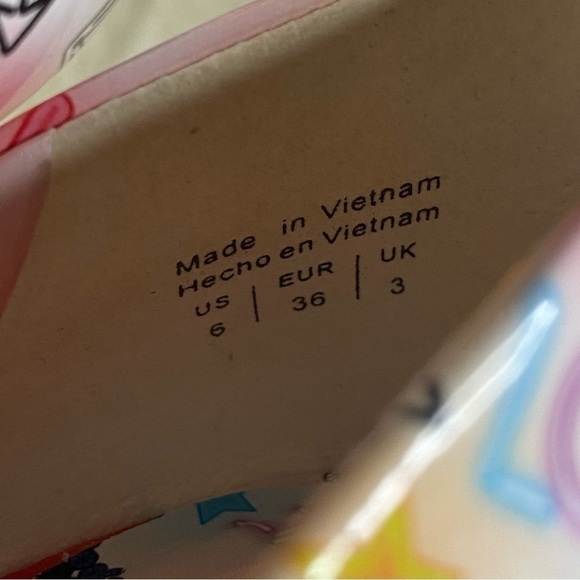 Made in Vietnam
Hecho en Vietnam
US | EUR | UK
6 | 36 | 3